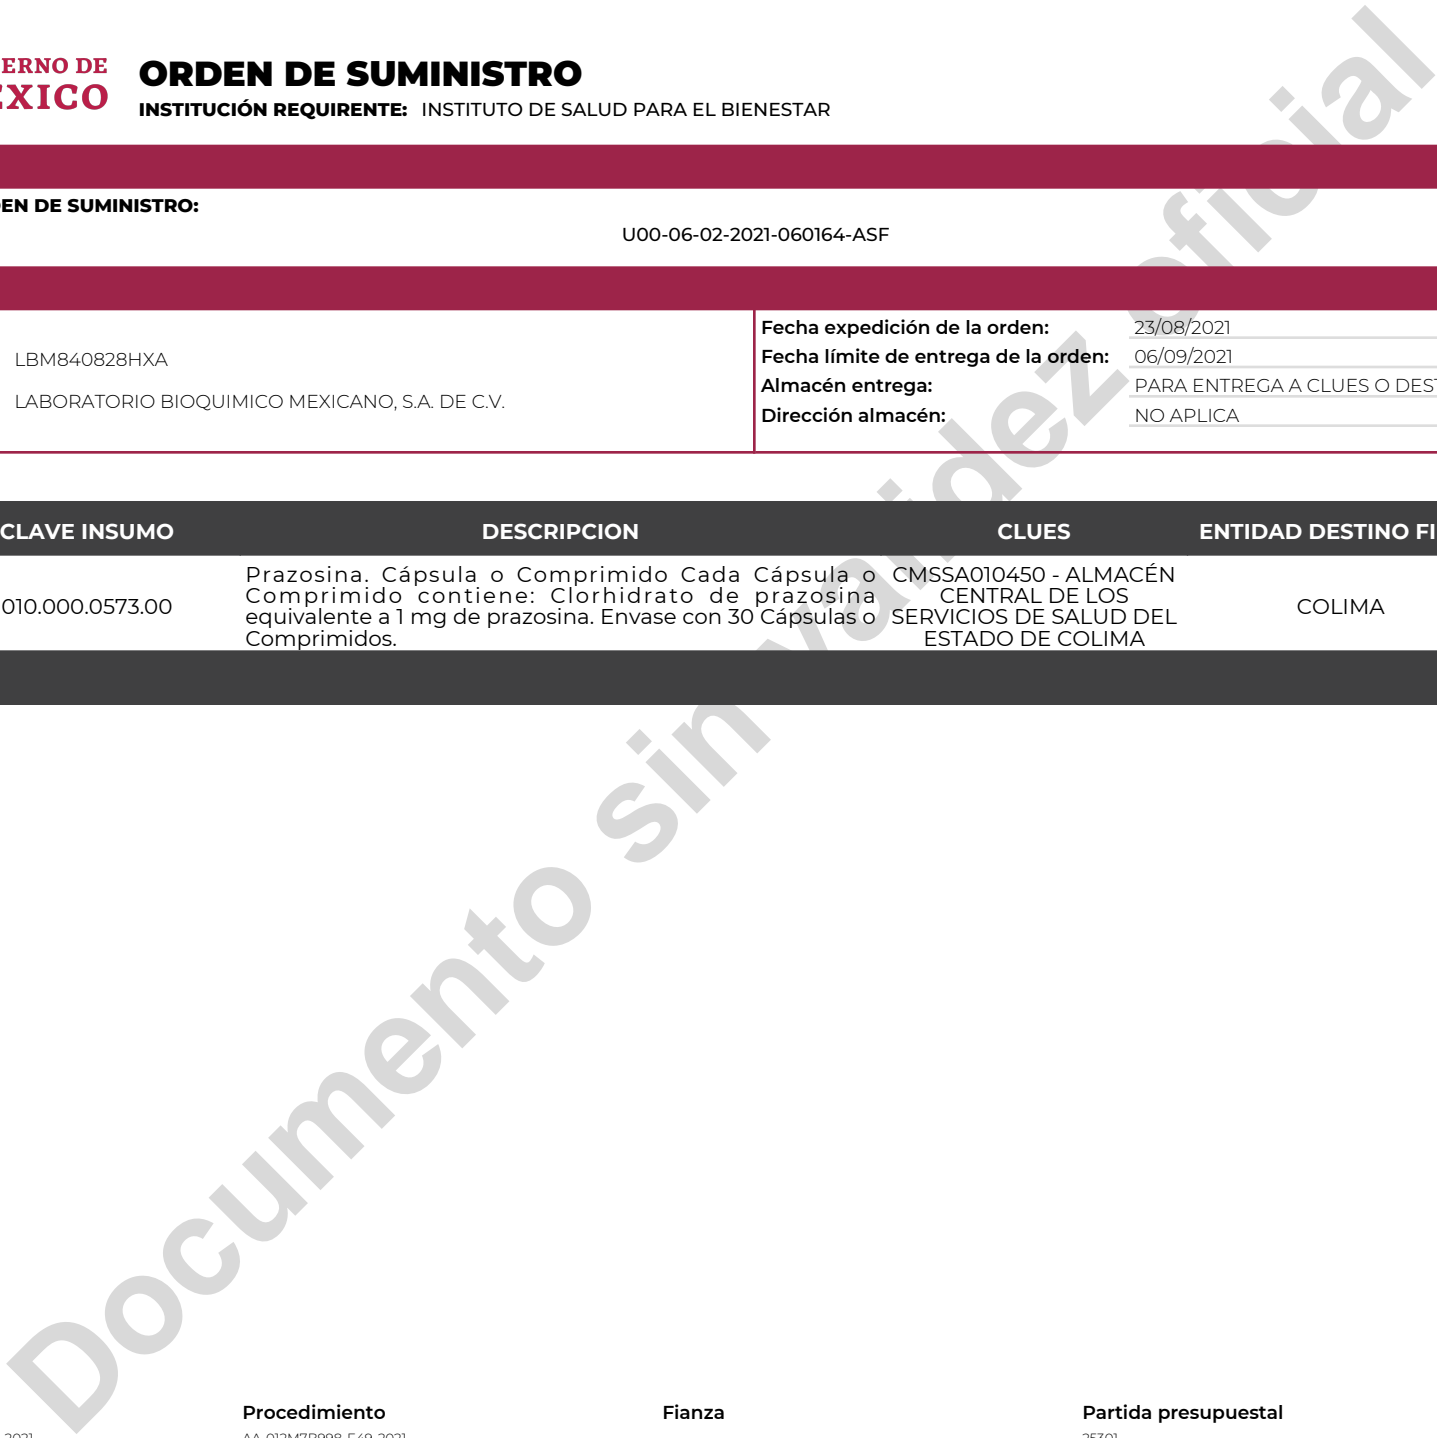 ERNO DE
EXICO
ORDEN DE SUMINISTRO
INSTITUCIÓN REQUIRENTE: INSTITUTO DE SALUD PARA EL BIENESTAR
EN DE SUMINISTRO:
U00-06-02-2021-060164-ASF
LBM840828HXA
LABORATORIO BIOQUIMICO MEXICANO, S.A. DE C.V.
Fecha expedición de la orden: 23/08/2021
Fecha límite de entrega de la orden: 06/09/2021
Almacén entrega: PARA ENTREGA A CLUES O DEST
Dirección almacén: NO APLICA
CLAVE INSUMO DESCRIPCION CLUES ENTIDAD DESTINO FI
010.000.0573.00
Prazosina. Cápsula o Comprimido Cada Cápsula o
Comprimido contiene: Clorhidrato de prazosina
equivalente a 1 mg de prazosina. Envase con 30 Cápsulas o
Comprimidos.
CMSSA010450 - ALMACÉN
CENTRAL DE LOS
SERVICIOS DE SALUD DEL
ESTADO DE COLIMA
COLIMA
Documento sin validez oficial
Procedimiento Fianza Partida presupuestal